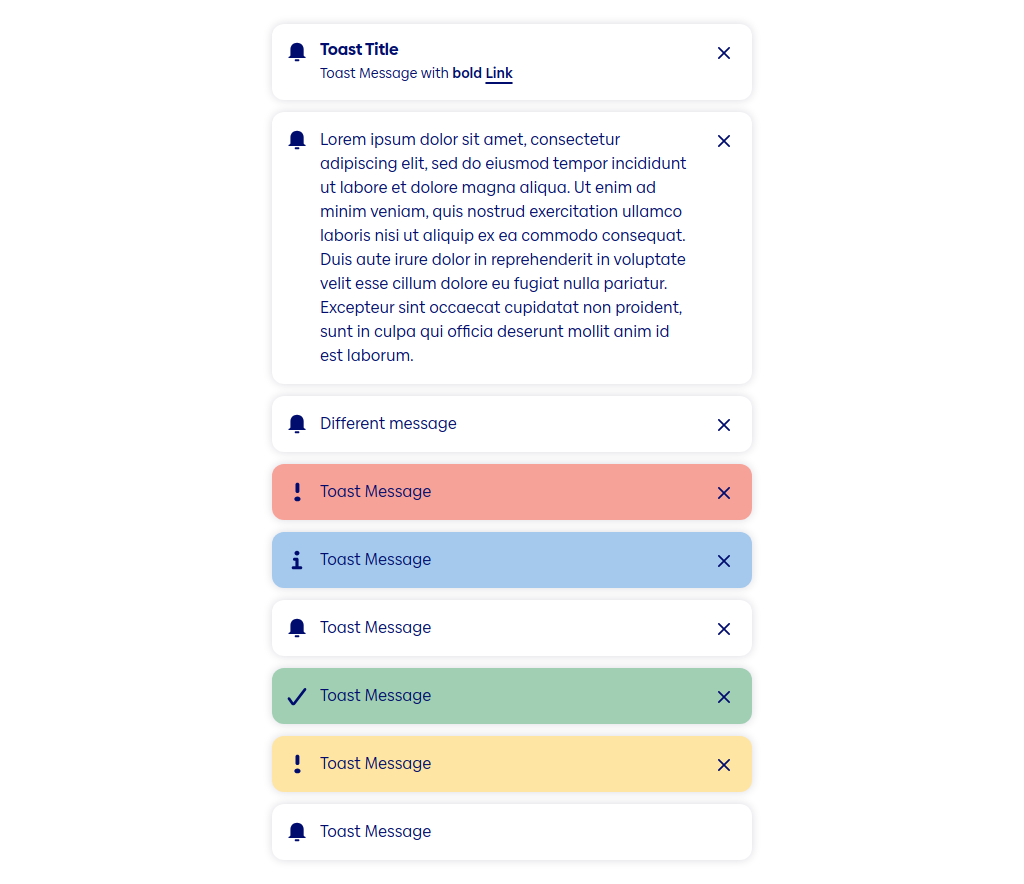 Toast Title
Toast Message with bold Link
Lorem ipsum dolor sit amet, consectetur
adipiscing elit, sed do eiusmod tempor incididunt
ut labore et dolore magna aliqua. Ut enim ad
minim veniam, quis nostrud exercitation ullamco
laboris nisi ut aliquip ex ea commodo consequat.
Duis aute irure dolor in reprehenderit in voluptate
velit esse cillum dolore eu fugiat nulla pariatur.
Excepteur sint occaecat cupidatat non proident,
sunt in culpa qui officia deserunt mollit anim id
est laborum.
Different message
Toast Message
Toast Message
Toast Message
Toast Message
Toast Message
Toast Message